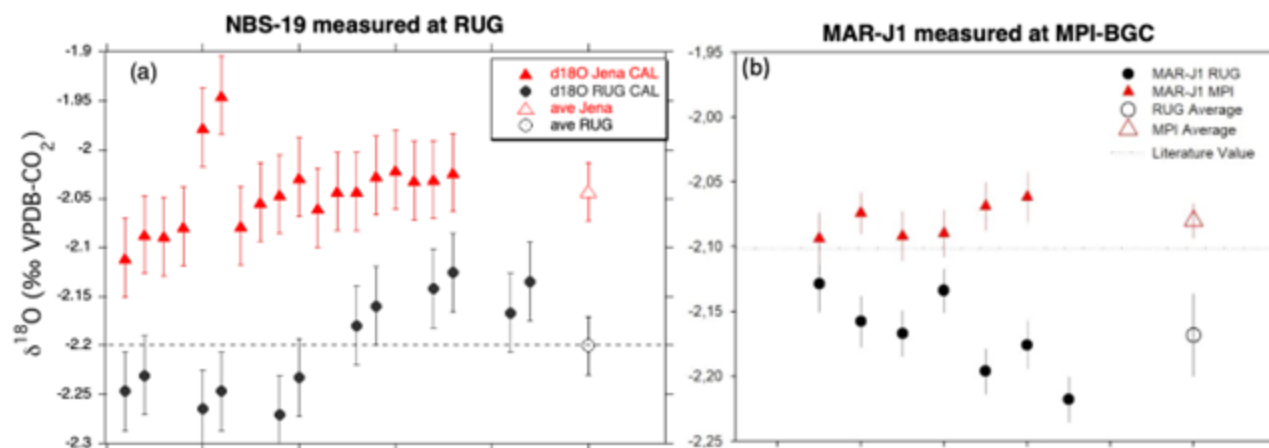 NBS-19 measured at RUG
(a)
d18O Jena CAL
d18O RUG CAL
ave Jena
ave RUG
δ¹⁸O (‰ VPDB-CO₂)
-1.9
-1.95
-2
-2.05
-2.1
-2.15
-2.2
-2.25
-2.3
MAR-J1 measured at MPI-BGC
(b)
MAR-J1 RUG
MAR-J1 MPI
RUG Average
MPI Average
Literature Value
-1,95
-2,00
-2,05
-2,10
-2,15
-2,20
-2,25